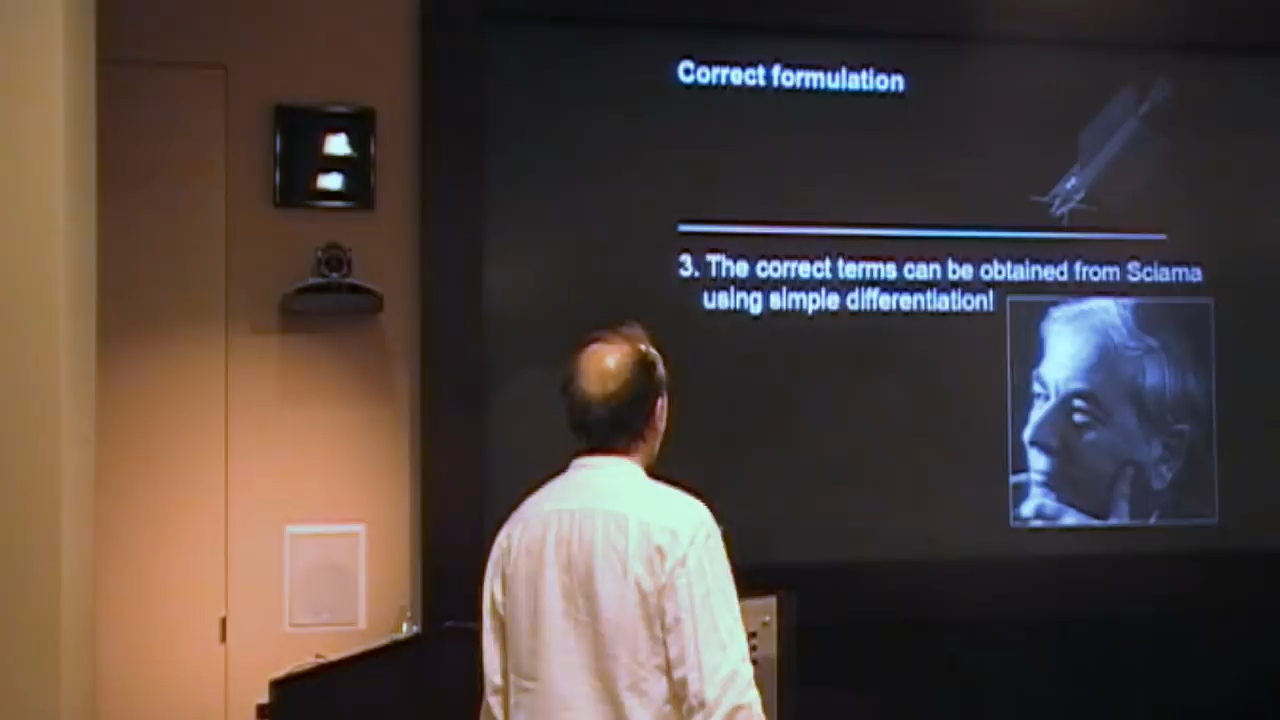 Correct formulation
3. The correct terms can be obtained from Sciama
using simple differentiation!